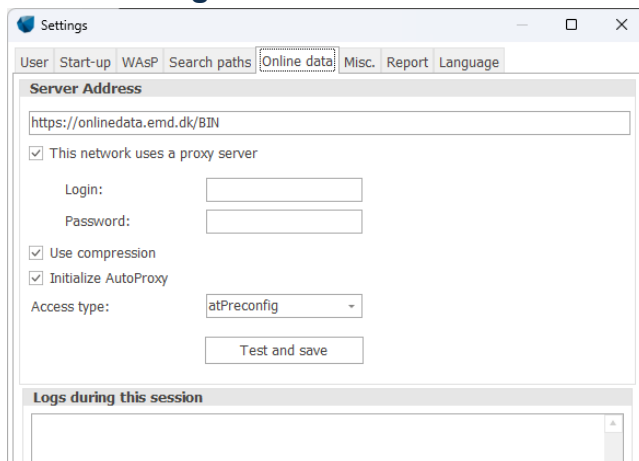 Settings
User Start-up WAsP Search paths Online data Misc. Report Language
Server Address
https://onlinedata.emd.dk/BIN
This network uses a proxy server
Login:
Password:
Use compression
Initialize AutoProxy
Access type: atPreconfig
Test and save
Logs during this session